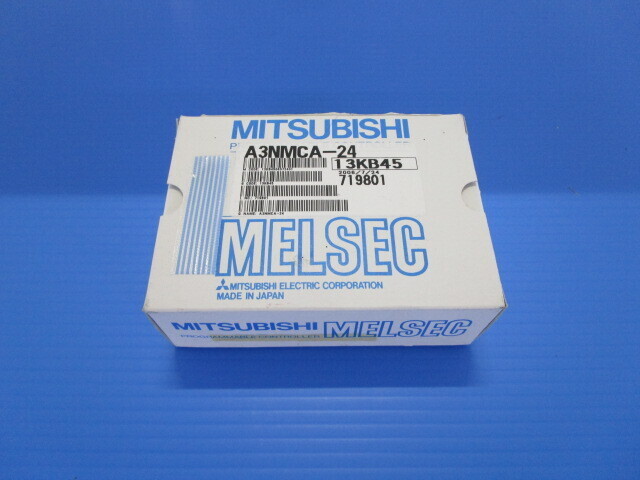 MITSUBISHI
A3NMCA-24
13KB45
2006/7/24
719801
MELSEC
MITSUBISHI ELECTRIC CORPORATION
MADE IN JAPAN
MITSUBISHI MELSEC